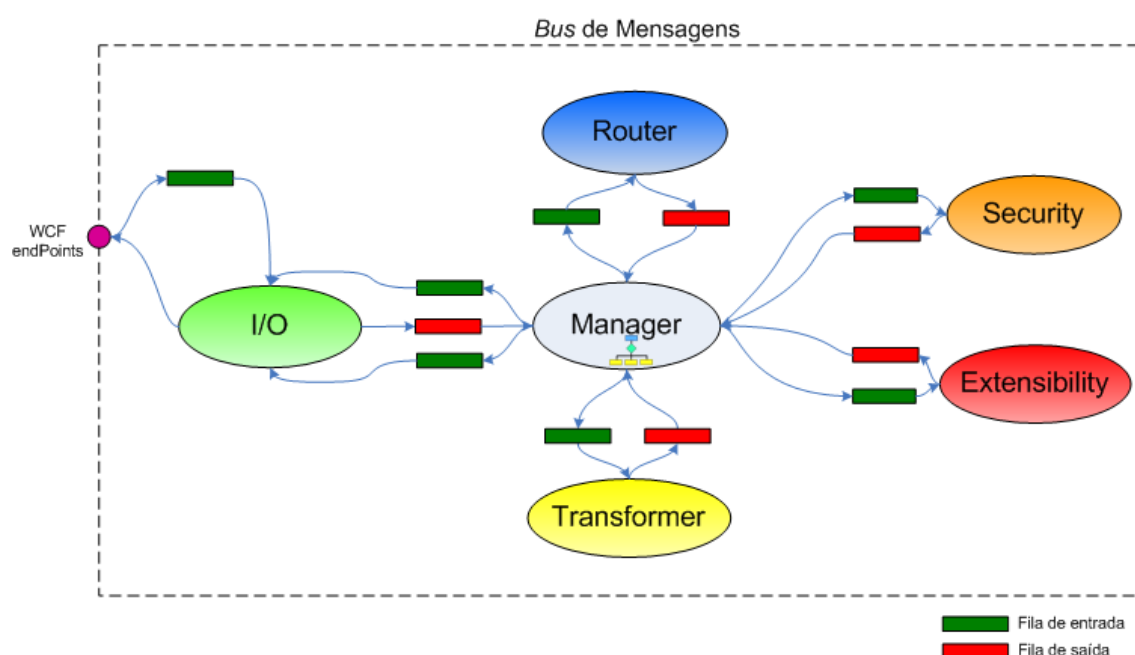 Bus de Mensagens
Router
Security
WCF
endPoints
I/O
Manager
Extensibility
Transformer
Fila de entrada
Fila de saída